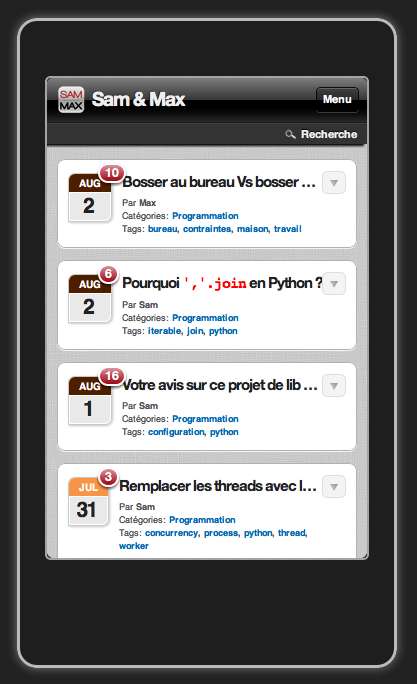 SAM
MAX
Sam & Max
Menu
Recherche
10
AUG
2
Bosser au bureau Vs bosser ...
Par Max
Catégories: Programmation
Tags: bureau, contraintes, maison, travail
6
AUG
2
Pourquoi ','.join en Python ?
Par Sam
Catégories: Programmation
Tags: iterable, join, python
16
AUG
1
Votre avis sur ce projet de lib ...
Par Sam
Catégories: Programmation
Tags: configuration, python
3
JUL
31
Remplacer les threads avec l...
Par Sam
Catégories: Programmation
Tags: concurrency, process, python, thread,
worker